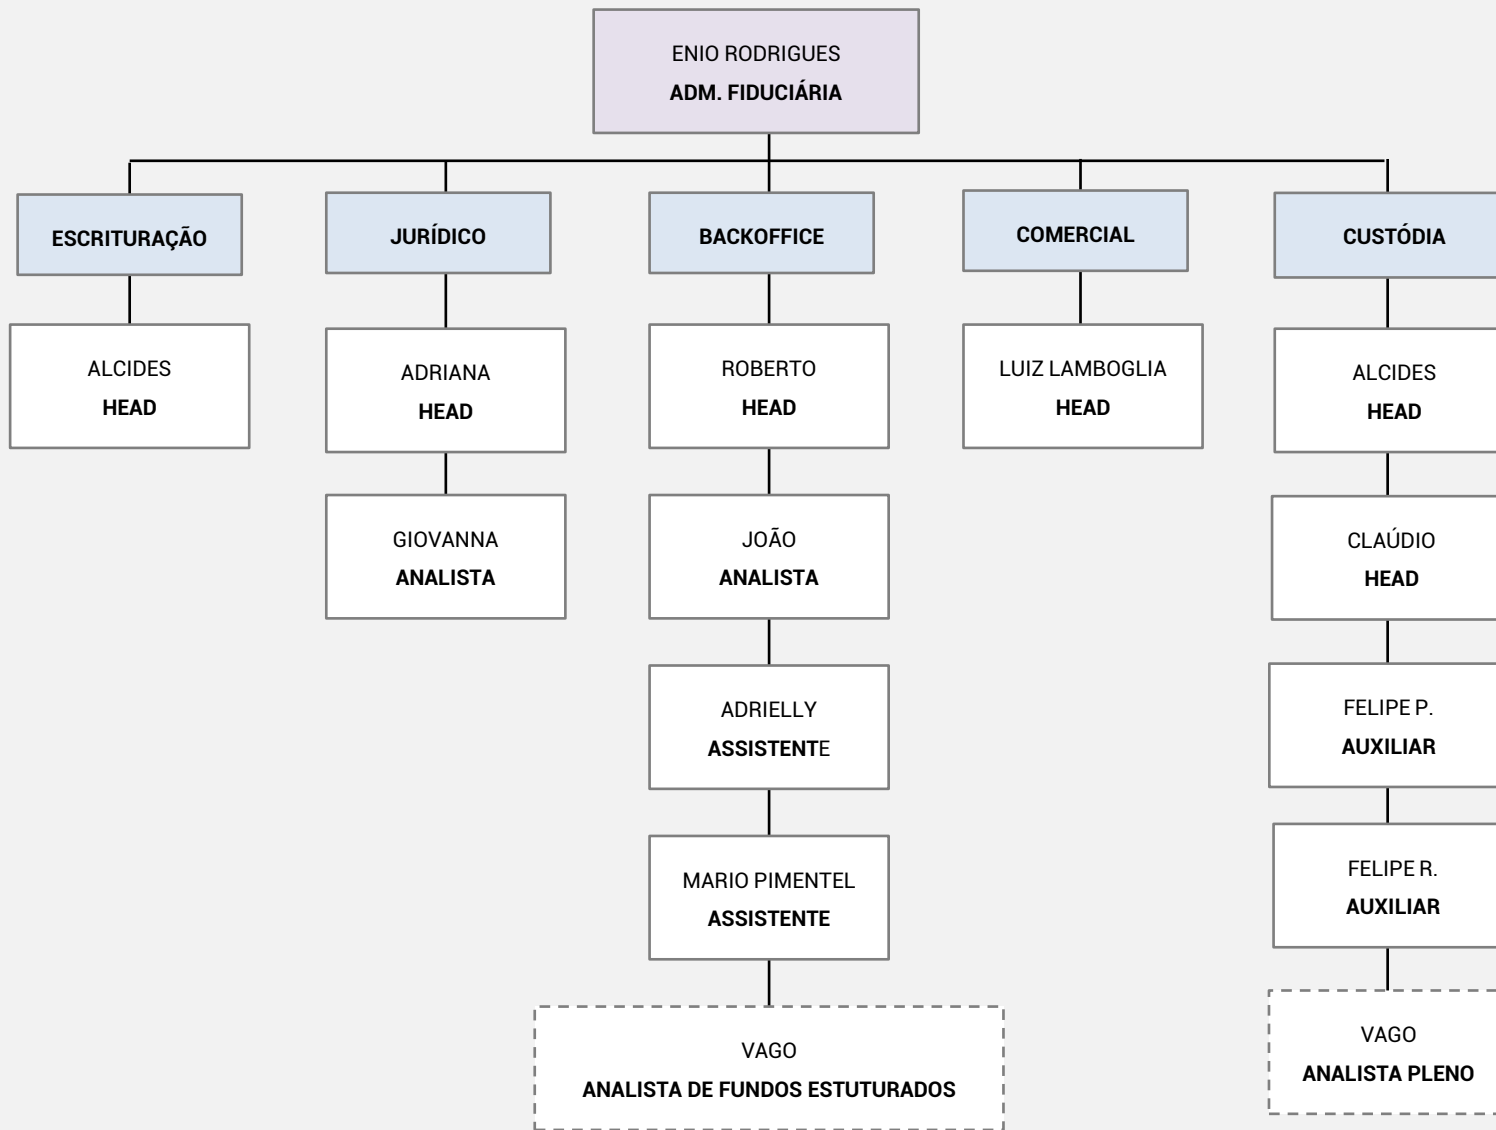 ENIO RODRIGUES
ADM. FIDUCIÁRIA
ESCRITURAÇÃO
JURÍDICO
BACKOFFICE
COMERCIAL
CUSTÓDIA
ALCIDES
HEAD
ADRIANA
HEAD
ROBERTO
HEAD
LUIZ LAMBOGLIA
HEAD
ALCIDES
HEAD
GIOVANNA
ANALISTA
JOÃO
ANALISTA
CLAÚDIO
HEAD
ADRIELLY
ASSISTENTE
FELIPE P.
AUXILIAR
MARIO PIMENTEL
ASSISTENTE
FELIPE R.
AUXILIAR
VAGO
ANALISTA DE FUNDOS ESTUTURADOS
VAGO
ANALISTA PLENO